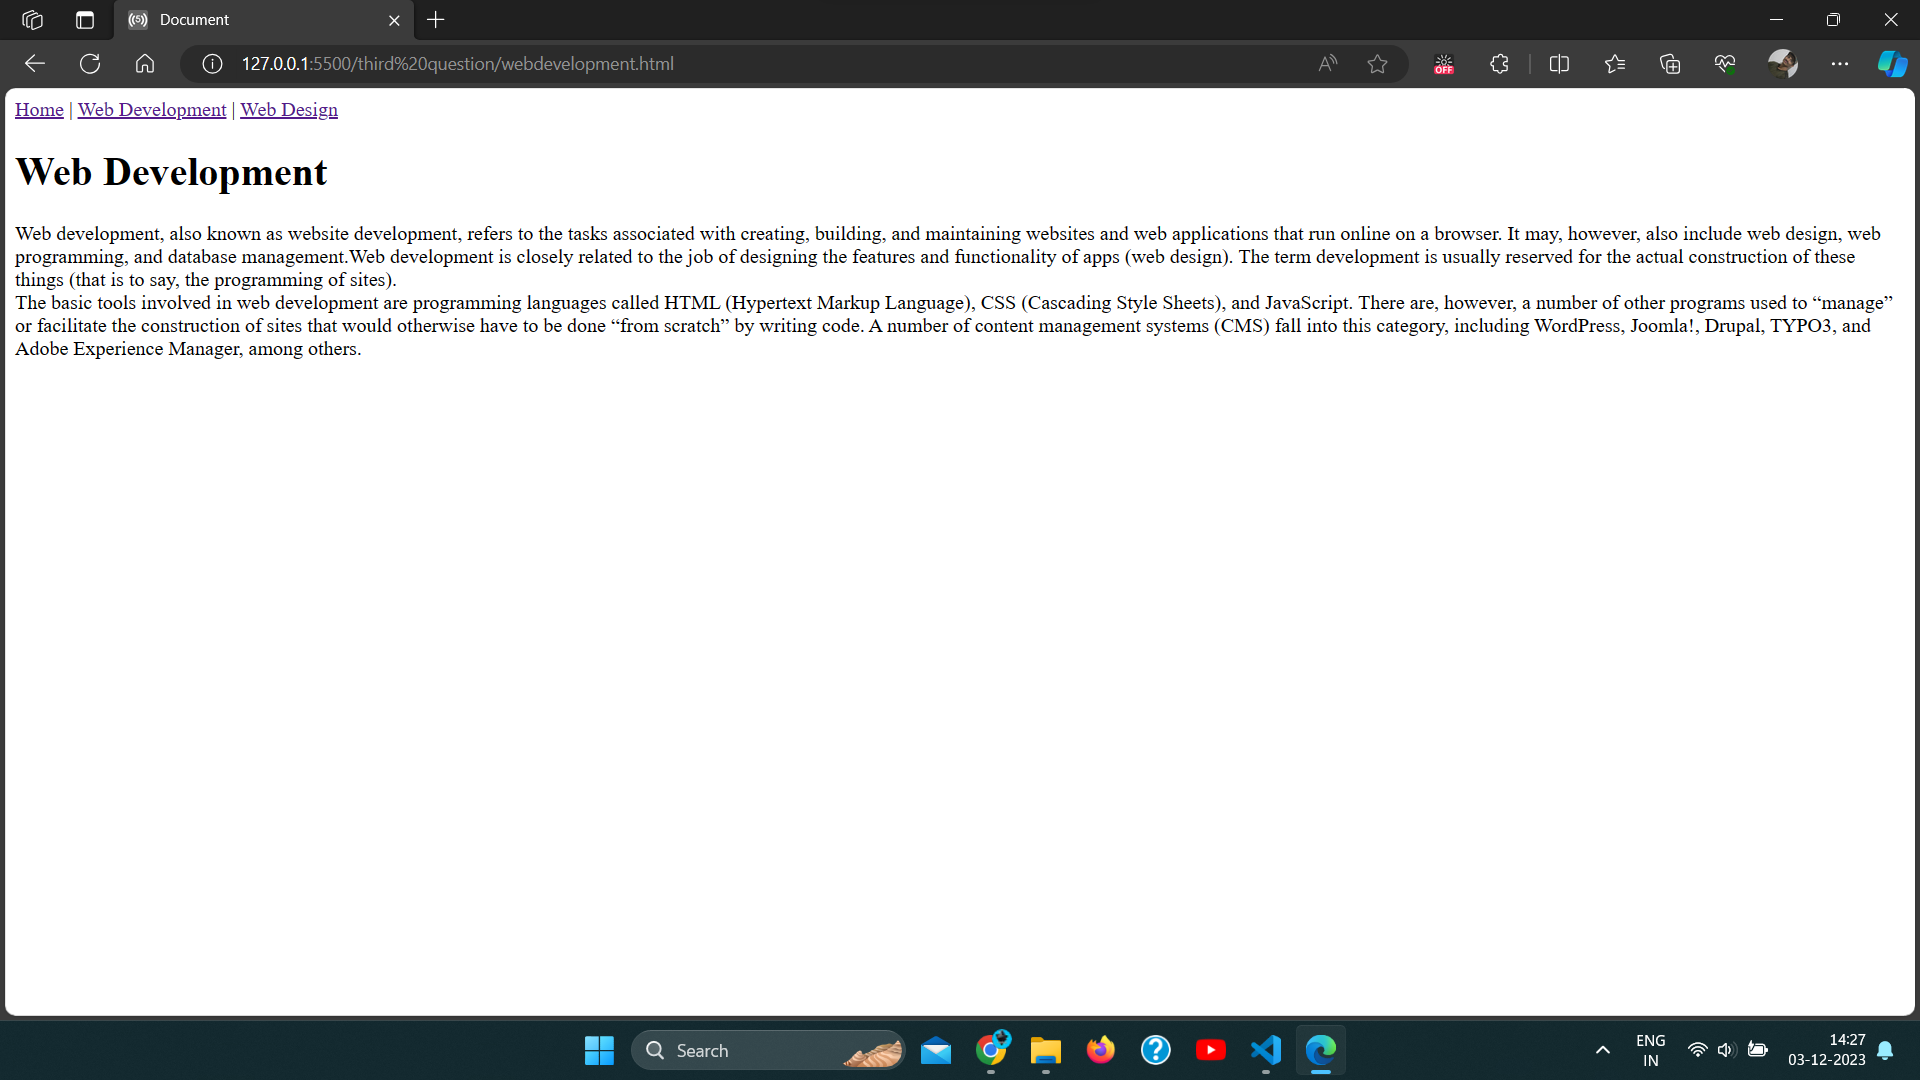 Document
127.0.0.1:5500/third%20question/webdevelopment.html
OFF
Home | Web Development | Web Design
Web Development
Web development, also known as website development, refers to the tasks associated with creating, building, and maintaining websites and web applications that run online on a browser. It may, however, also include web design, web
programming, and database management.Web development is closely related to the job of designing the features and functionality of apps (web design). The term development is usually reserved for the actual construction of these
things (that is to say, the programming of sites).
The basic tools involved in web development are programming languages called HTML (Hypertext Markup Language), CSS (Cascading Style Sheets), and JavaScript. There are, however, a number of other programs used to “manage”
or facilitate the construction of sites that would otherwise have to be done “from scratch” by writing code. A number of content management systems (CMS) fall into this category, including WordPress, Joomla!, Drupal, TYPO3, and
Adobe Experience Manager, among others.
Search
ENG
IN
14:27
03-12-2023